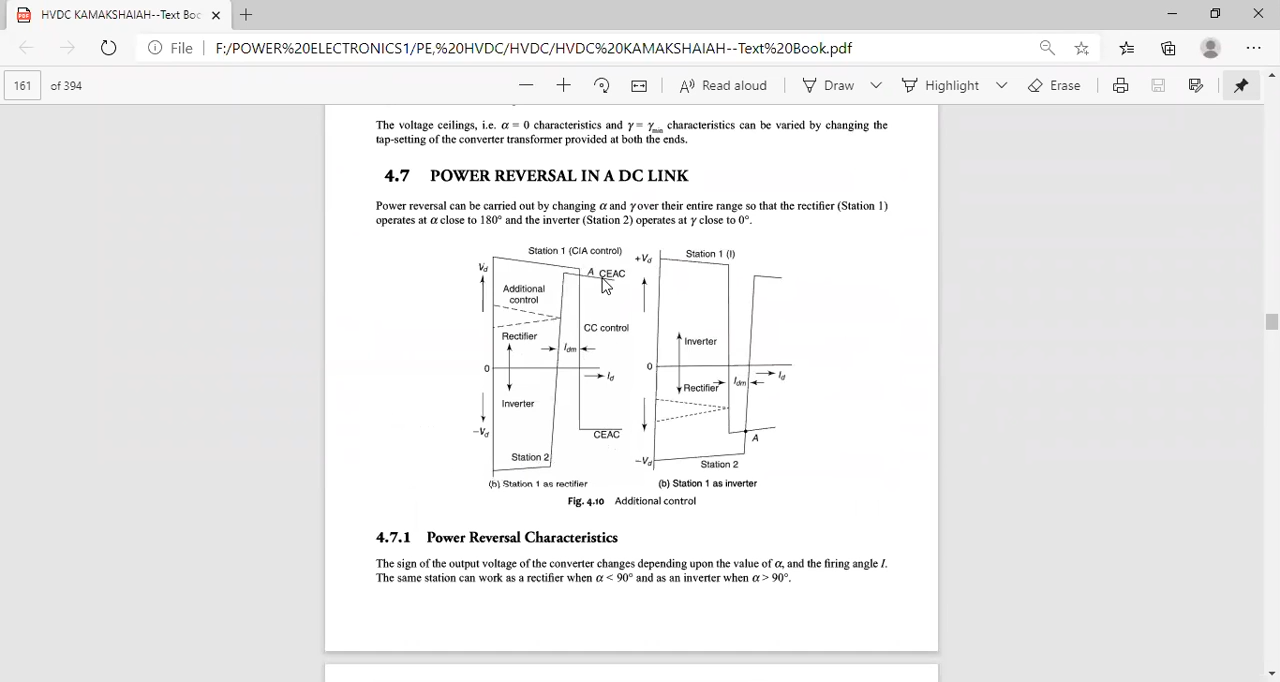 HVDC KAMAKSHAIAH--Text Boo
File F:/POWER%20ELECTRONICS1/PE,%20HVDC/HVDC/HVDC%20KAMAKSHAIAH--Text%20Book.pdf
161 of 394 Read aloud Draw Highlight Erase
The voltage ceilings, i.e. α = 0 characteristics and γ = γmin characteristics can be varied by changing the
tap-setting of the converter transformer provided at both the ends.
4.7 POWER REVERSAL IN A DC LINK
Power reversal can be carried out by changing α and γ over their entire range so that the rectifier (Station 1)
operates at α close to 180° and the inverter (Station 2) operates at γ close to 0°.
Station 1 (CIA control)
Vd
A CEAC
Additional
control
CC control
Rectifier
Idm
0
Id
Inverter
-Vd
CEAC
Station 2
(b) Station 1 as rectifier
+Vd
Station 1 (I)
Inverter
0
Id
Rectifier
Idm
A
-Vd
Station 2
(b) Station 1 as inverter
Fig. 4.10 Additional control
4.7.1 Power Reversal Characteristics
The sign of the output voltage of the converter changes depending upon the value of α, and the firing angle I.
The same station can work as a rectifier when α < 90° and as an inverter when α > 90°.